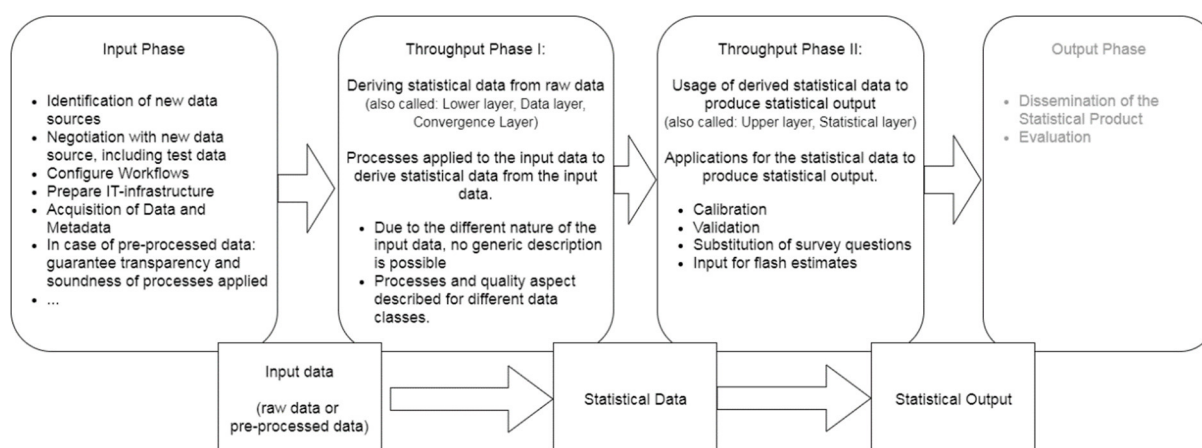 Input Phase
• Identification of new data
sources
• Negotiation with new data
source, including test data
• Configure Workflows
• Prepare IT-infrastructure
• Acquisition of Data and
Metadata
• In case of pre-processed data:
guarantee transparency and
soundness of processes applied
• ...
Throughput Phase I:
Deriving statistical data from raw data
(also called: Lower layer, Data layer,
Convergence Layer)
Processes applied to the input data to
derive statistical data from the input
data.
• Due to the different nature of the
input data, no generic description
is possible
• Processes and quality aspect
described for different data
classes.
Throughput Phase II:
Usage of derived statistical data to
produce statistical output
(also called: Upper layer, Statistical layer)
Applications for the statistical data to
produce statistical output.
• Calibration
• Validation
• Substitution of survey questions
• Input for flash estimates
Output Phase
• Dissemination of the
Statistical Product
• Evaluation
Input data
(raw data or
pre-processed data)
Statistical Data
Statistical Output